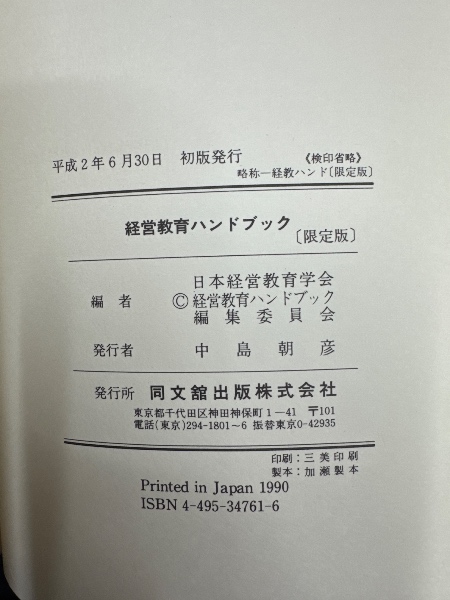 平成2年6月30日 初版発行 《検印省略》
略称―経教ハンド〔限定版〕
経営教育ハンドブック
〔限定版〕
日本経営教育学会
編者 Ⓒ経営教育ハンドブック
編集委員会
発行者 中島朝彦
発行所 同文舘出版株式会社
東京都千代田区神田神保町1―41 〒101
電話(東京)294-1801~6 振替東京0-42935
印刷:三美印刷
製本:加瀬製本
Printed in Japan 1990
ISBN 4-495-34761-6